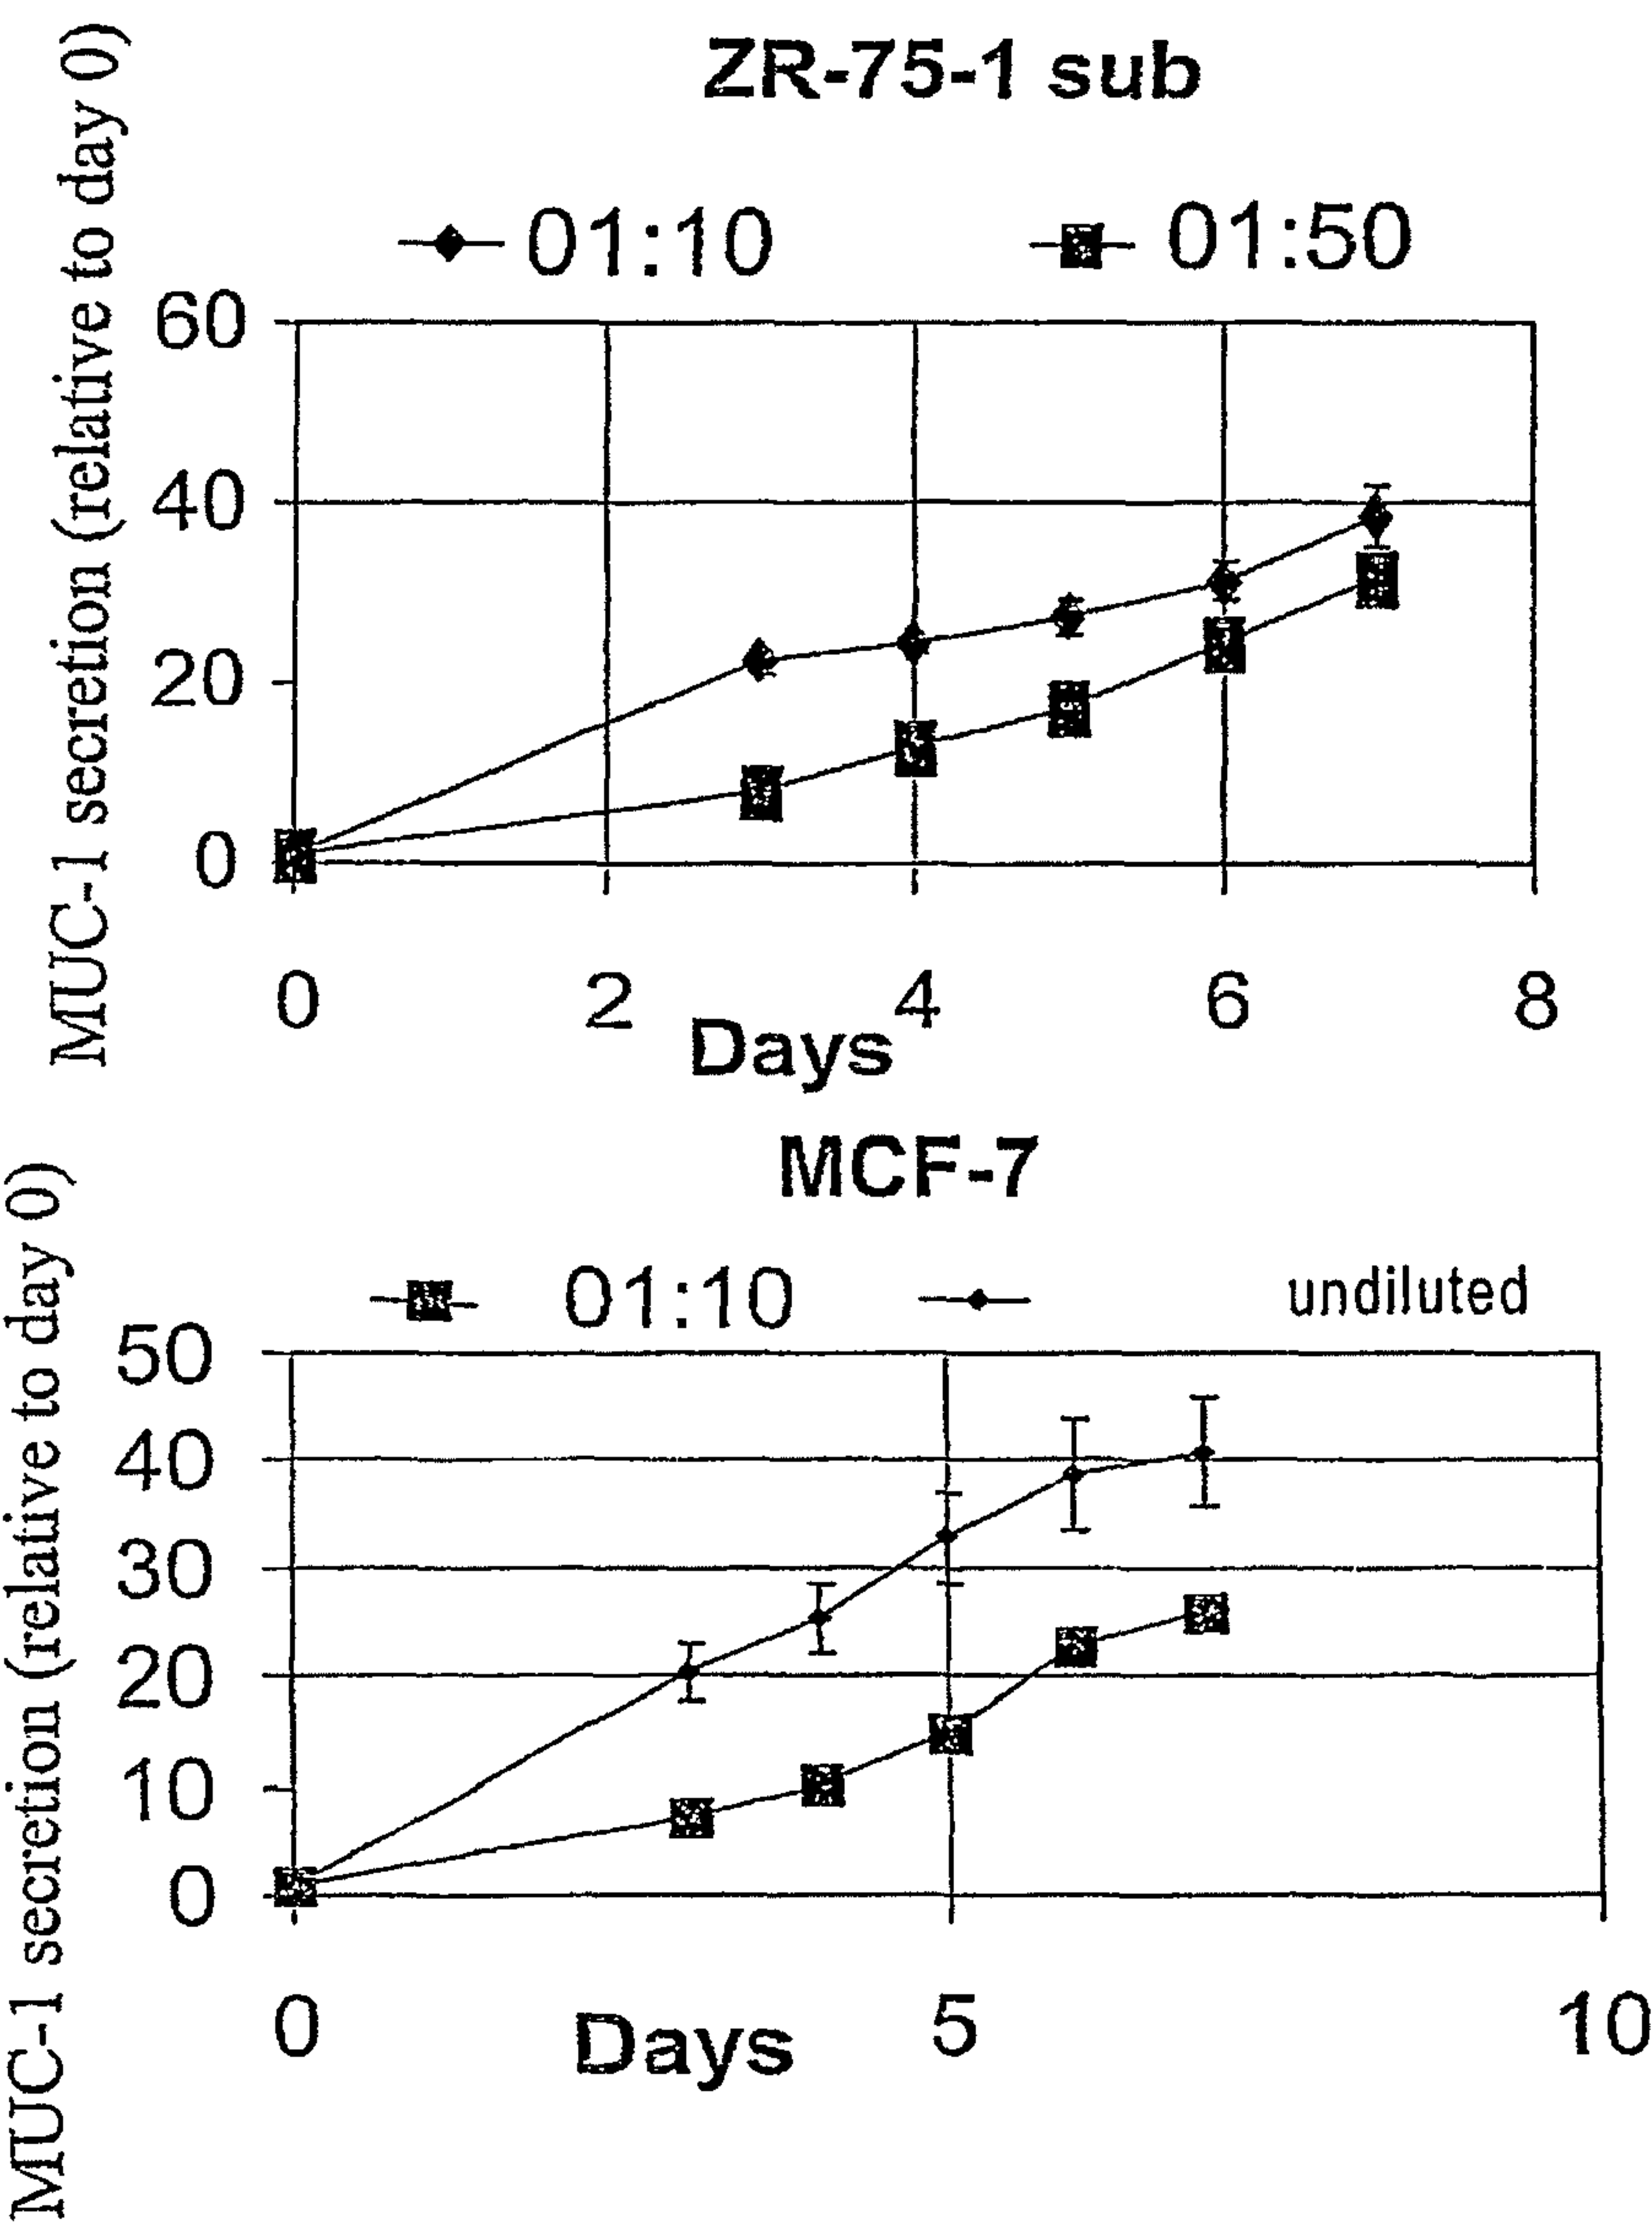 ZR-75-1 sub
01:10 01:50
MUC-1 secretion (relative to day 0)
60
40
20
0
0 2 4 6 8
Days
MCF-7
01:10 undiluted
MUC-1 secretion (relative to day 0)
50
40
30
20
10
0
0 5 10
Days